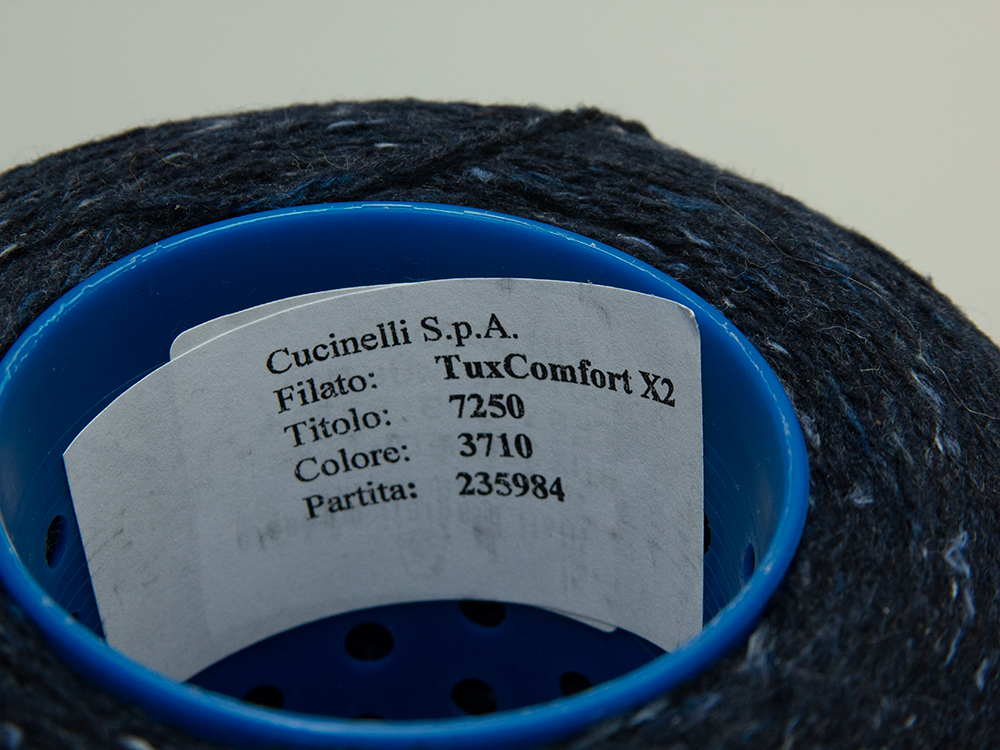 Cucinelli S.p.A.
Filato: TuxComfort X2
Titolo: 7250
Colore: 3710
Partita: 235984